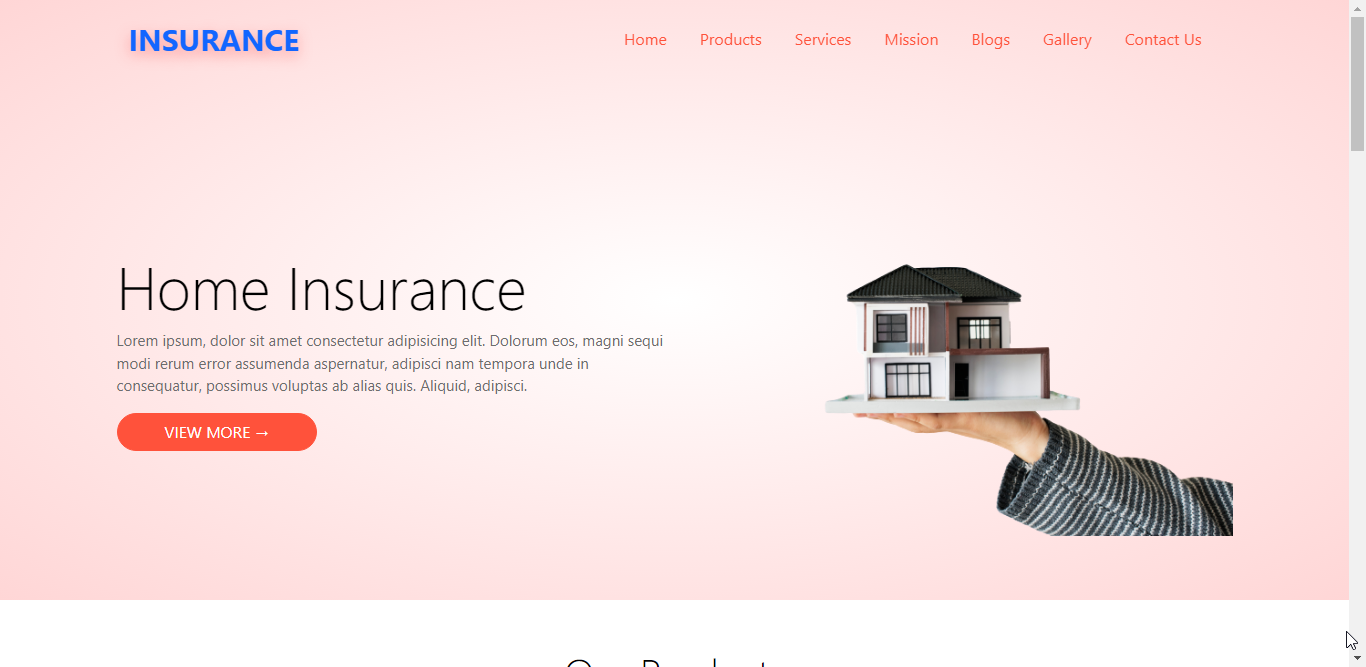 INSURANCE
Home Products Services Mission Blogs Gallery Contact Us
Home Insurance
Lorem ipsum, dolor sit amet consectetur adipisicing elit. Dolorum eos, magni sequi
modi rerum error assumenda aspernatur, adipisci nam tempora unde in
consequatur, possimus voluptas ab alias quis. Aliquid, adipisci.
VIEW MORE →